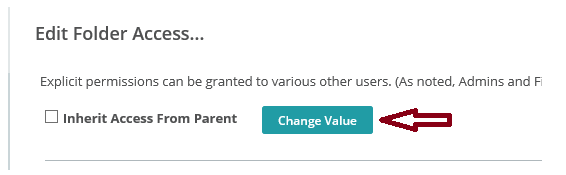 Edit Folder Access...
Explicit permissions can be granted to various other users. (As noted, Admins and Fi
Inherit Access From Parent Change Value